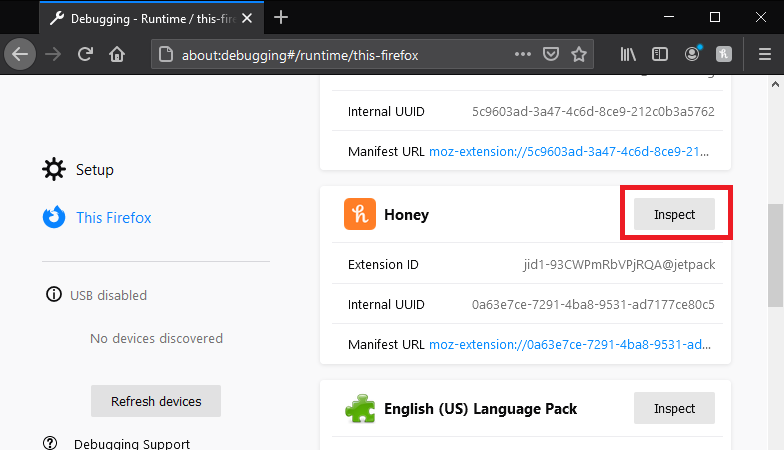 Debugging - Runtime / this-firef
about:debugging#/runtime/this-firefox
Internal UUID 5c9603ad-3a47-4c6d-8ce9-212c0b3a5762
Manifest URL moz-extension://5c9603ad-3a47-4c6d-8ce9-21...
Setup
This Firefox
USB disabled
No devices discovered
Refresh devices
Debugging Support
Honey Inspect
Extension ID jid1-93CWPmRbVPjRQA@jetpack
Internal UUID 0a63e7ce-7291-4ba8-9531-ad7177ce80c5
Manifest URL moz-extension://0a63e7ce-7291-4ba8-9531-ad...
English (US) Language Pack Inspect